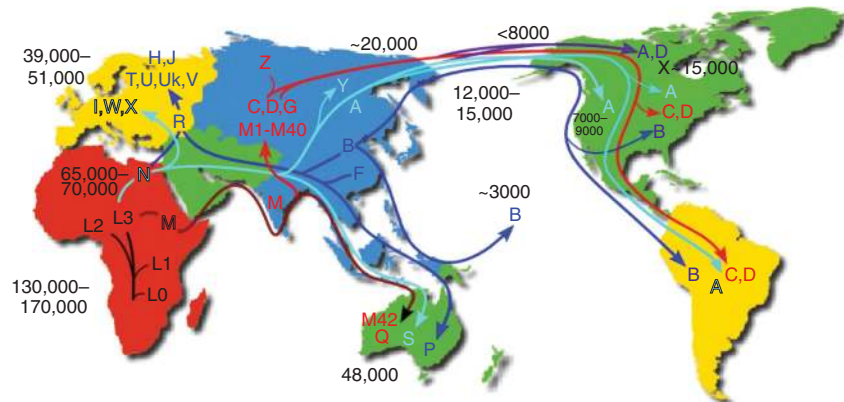 39,000–
51,000
H,J
T,U,Uk,V
I,W,X
R
Z
C,D,G
M1-M40
Y
A
~20,000
<8000
A,D
X ~15,000
A
C,D
B
A
7000–
9000
12,000–
15,000
B
F
N
65,000–
70,000
M
L3
M
L2
L1
L0
130,000–
170,000
~3000
B
M42
Q
S
P
48,000
B
A
C,D